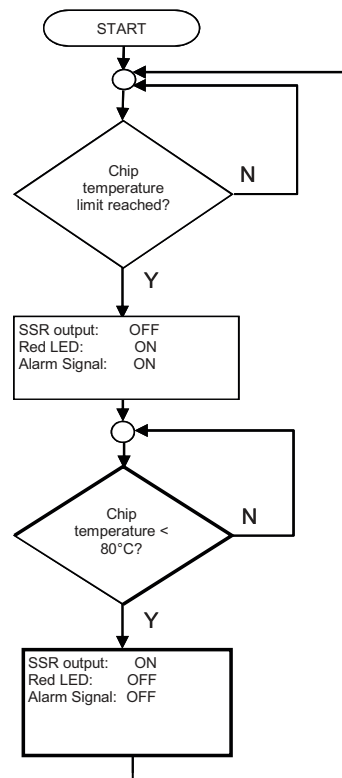 START
Chip
temperature
limit reached?
N
Y
SSR output: OFF
Red LED: ON
Alarm Signal: ON
Chip
temperature <
80°C?
N
Y
SSR output: ON
Red LED: OFF
Alarm Signal: OFF